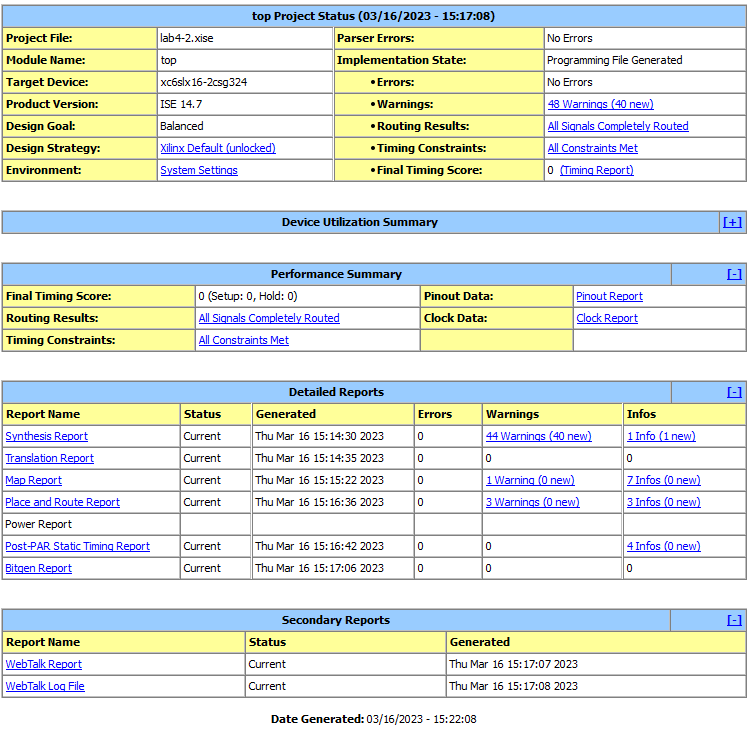 top Project Status (03/16/2023 - 15:17:08)
Project File: lab4-2.xise Parser Errors: No Errors
Module Name: top Implementation State: Programming File Generated
Target Device: xc6slx16-2csg324 •Errors: No Errors
Product Version: ISE 14.7 •Warnings: 48 Warnings (40 new)
Design Goal: Balanced •Routing Results: All Signals Completely Routed
Design Strategy: Xilinx Default (unlocked) •Timing Constraints: All Constraints Met
Environment: System Settings •Final Timing Score: 0 (Timing Report)
Device Utilization Summary [+]
Performance Summary [-]
Final Timing Score: 0 (Setup: 0, Hold: 0) Pinout Data: Pinout Report
Routing Results: All Signals Completely Routed Clock Data: Clock Report
Timing Constraints: All Constraints Met
Detailed Reports [-]
Report Name Status Generated Errors Warnings Infos
Synthesis Report Current Thu Mar 16 15:14:30 2023 0 44 Warnings (40 new) 1 Info (1 new)
Translation Report Current Thu Mar 16 15:14:35 2023 0 0 0
Map Report Current Thu Mar 16 15:15:22 2023 0 1 Warning (0 new) 7 Infos (0 new)
Place and Route Report Current Thu Mar 16 15:16:36 2023 0 3 Warnings (0 new) 3 Infos (0 new)
Power Report
Post-PAR Static Timing Report Current Thu Mar 16 15:16:42 2023 0 0 4 Infos (0 new)
Bitgen Report Current Thu Mar 16 15:17:06 2023 0 0 0
Secondary Reports [-]
Report Name Status Generated
WebTalk Report Current Thu Mar 16 15:17:07 2023
WebTalk Log File Current Thu Mar 16 15:17:08 2023
Date Generated: 03/16/2023 - 15:22:08